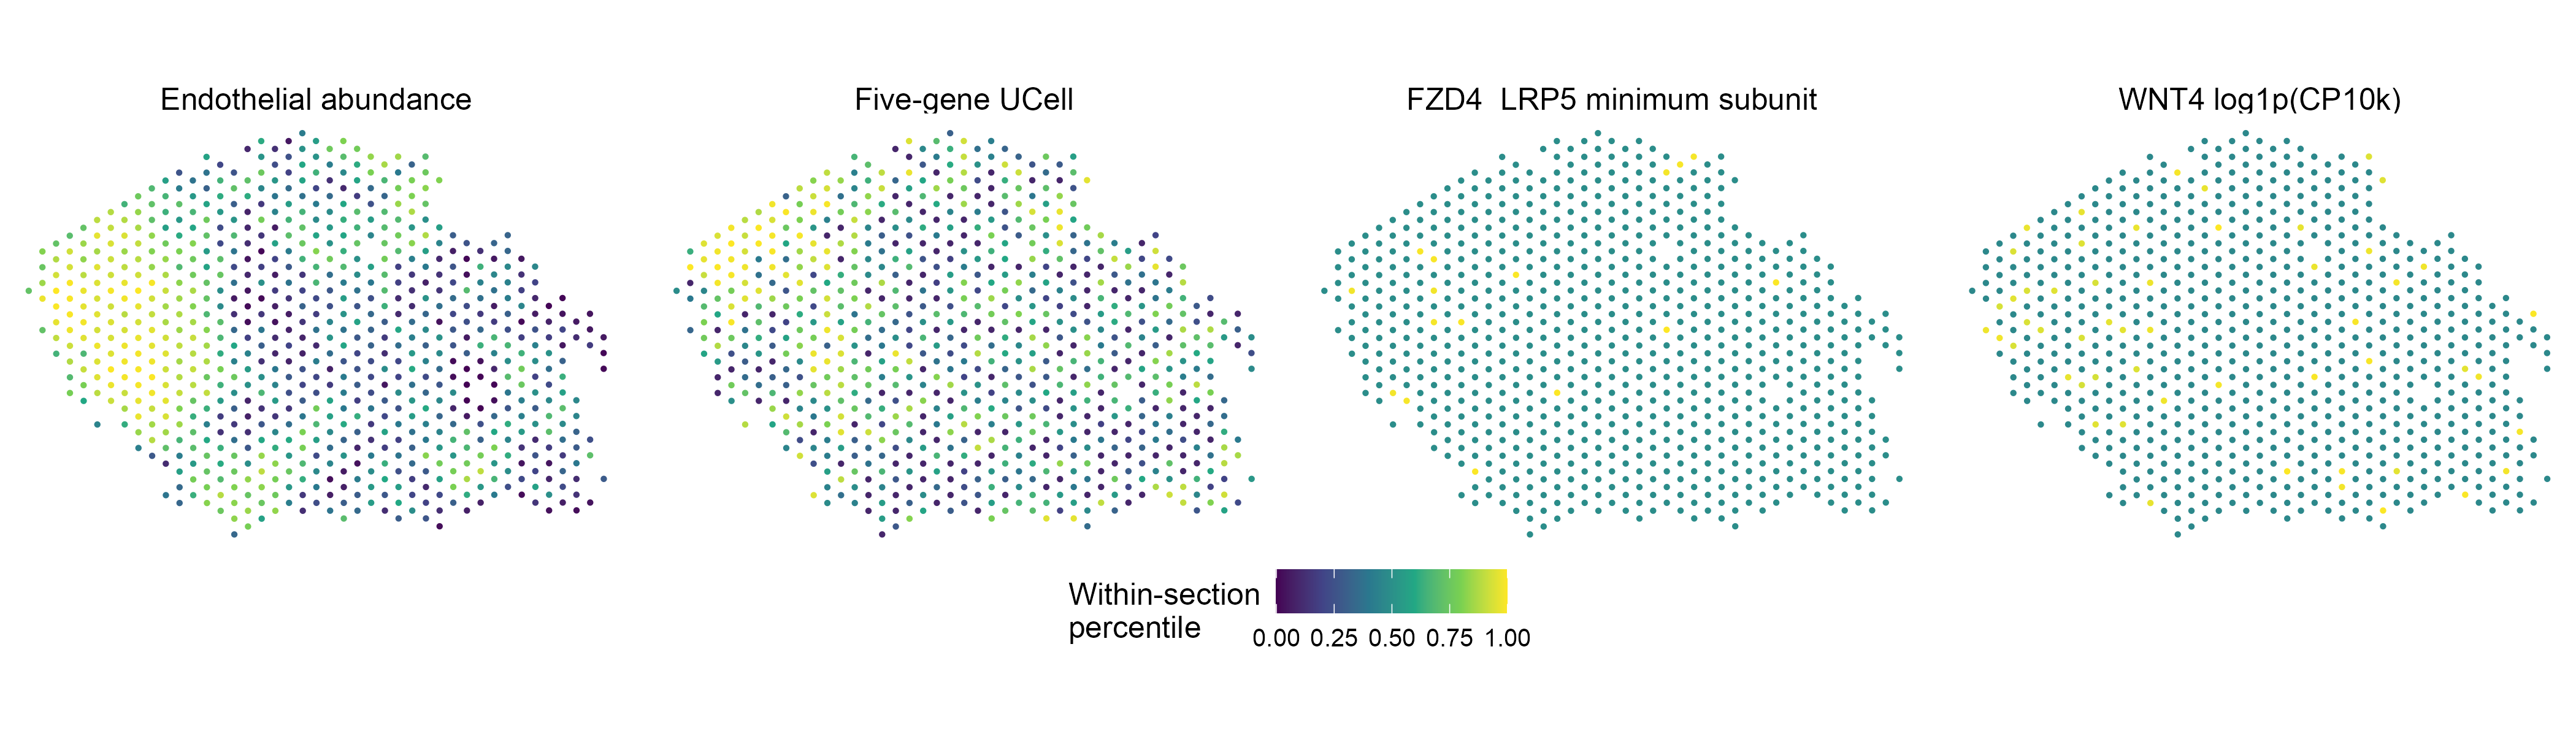 Endothelial abundance
Five-gene UCell
FZD4  LRP5 minimum subunit
WNT4 log1p(CP10k)
Within-section
percentile
0.00 0.25 0.50 0.75 1.00